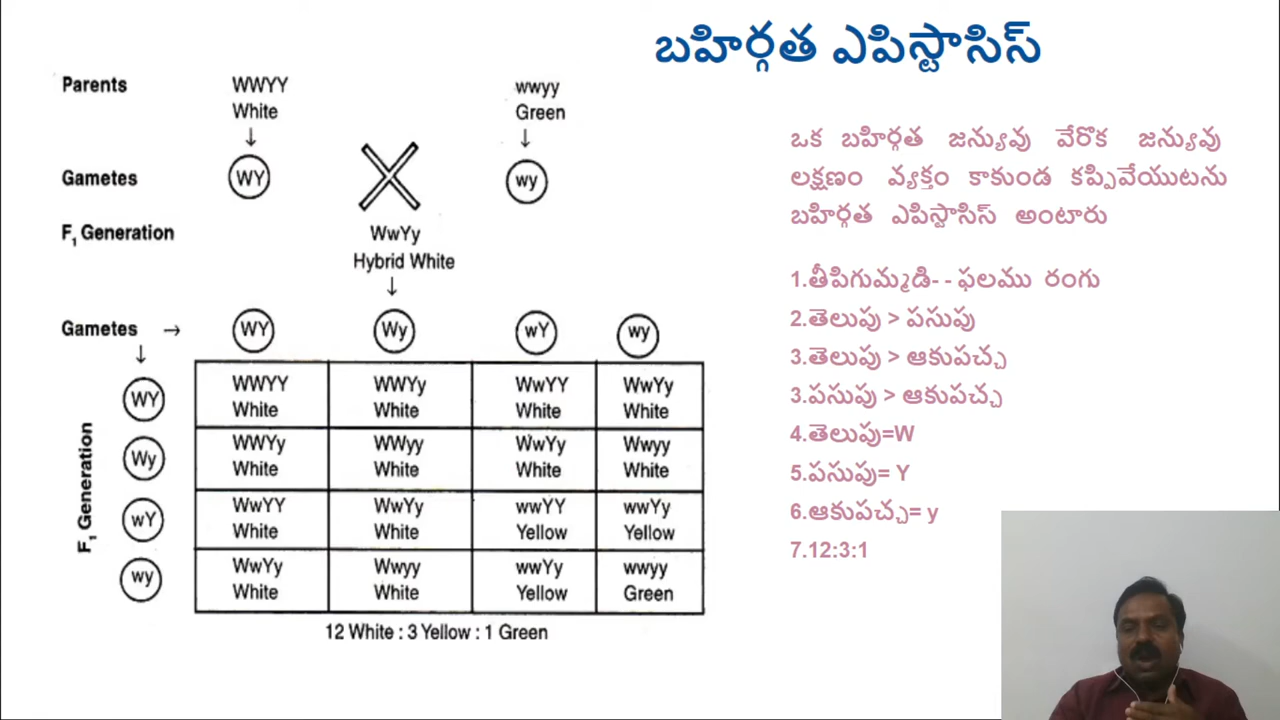 బహిర్గత ఎపిస్టాసిస్
Parents WWYY wwyy
White Green
↓ ↓
Gametes WY wy
F1 Generation WwYy
Hybrid White
↓
Gametes → WY Wy wY wy
↓
F1 Generation
WY WWYY WWYy WwYY WwYy
White White White White
Wy WWYy WWyy WwYy Wwyy
White White White White
wY WwYY WwYy wwYY wwYy
White White Yellow Yellow
wy WwYy Wwyy wwYy wwyy
White White Yellow Green
12 White : 3 Yellow : 1 Green
ఒక బహిర్గత జన్యువు వేరొక జన్యువు
లక్షణం వ్యక్తం కాకుండ కప్పివేయుటను
బహిర్గత ఎపిస్టాసిస్ అంటారు
1.తీపిగుమ్మడి- - ఫలము రంగు
2.తెలుపు > పసుపు
3.తెలుపు > ఆకుపచ్చ
3.పసుపు > ఆకుపచ్చ
4.తెలుపు=W
5.పసుపు= Y
6.ఆకుపచ్చ= y
7.12:3:1